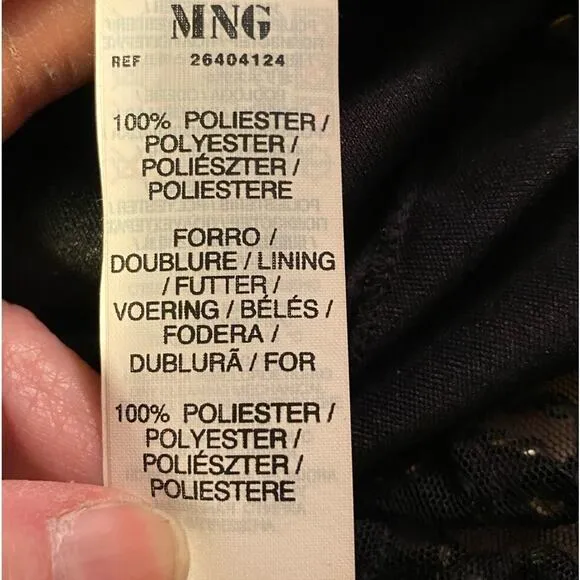 MNG
REF 26404124
100% POLIESTER /
POLYESTER /
POLIÉSZTER /
POLIESTERE
FORRO /
DOUBLURE / LINING
/ FUTTER /
VOERING / BÉLÉS /
FODERA /
DUBLURÃ / FOR
100% POLIESTER /
POLYESTER /
POLIÉSZTER /
POLIESTERE